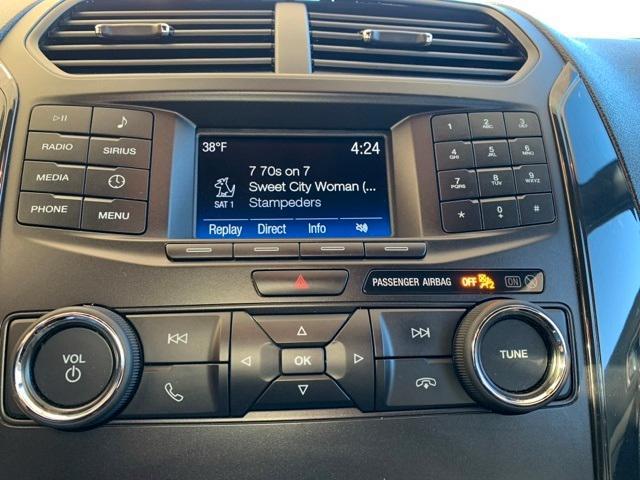 38°F 4:24
7 70s on 7
Sweet City Woman (...
SAT 1 Stampeders
Replay Direct Info
RADIO SIRIUS
MEDIA
PHONE MENU
1 2 ABC 3 DEF
4 GHI 5 JKL 6 MNO
7 PQRS 8 TUV 9 WXYZ
* 0 + #
PASSENGER AIRBAG OFF 2 ON
VOL
OK
TUNE